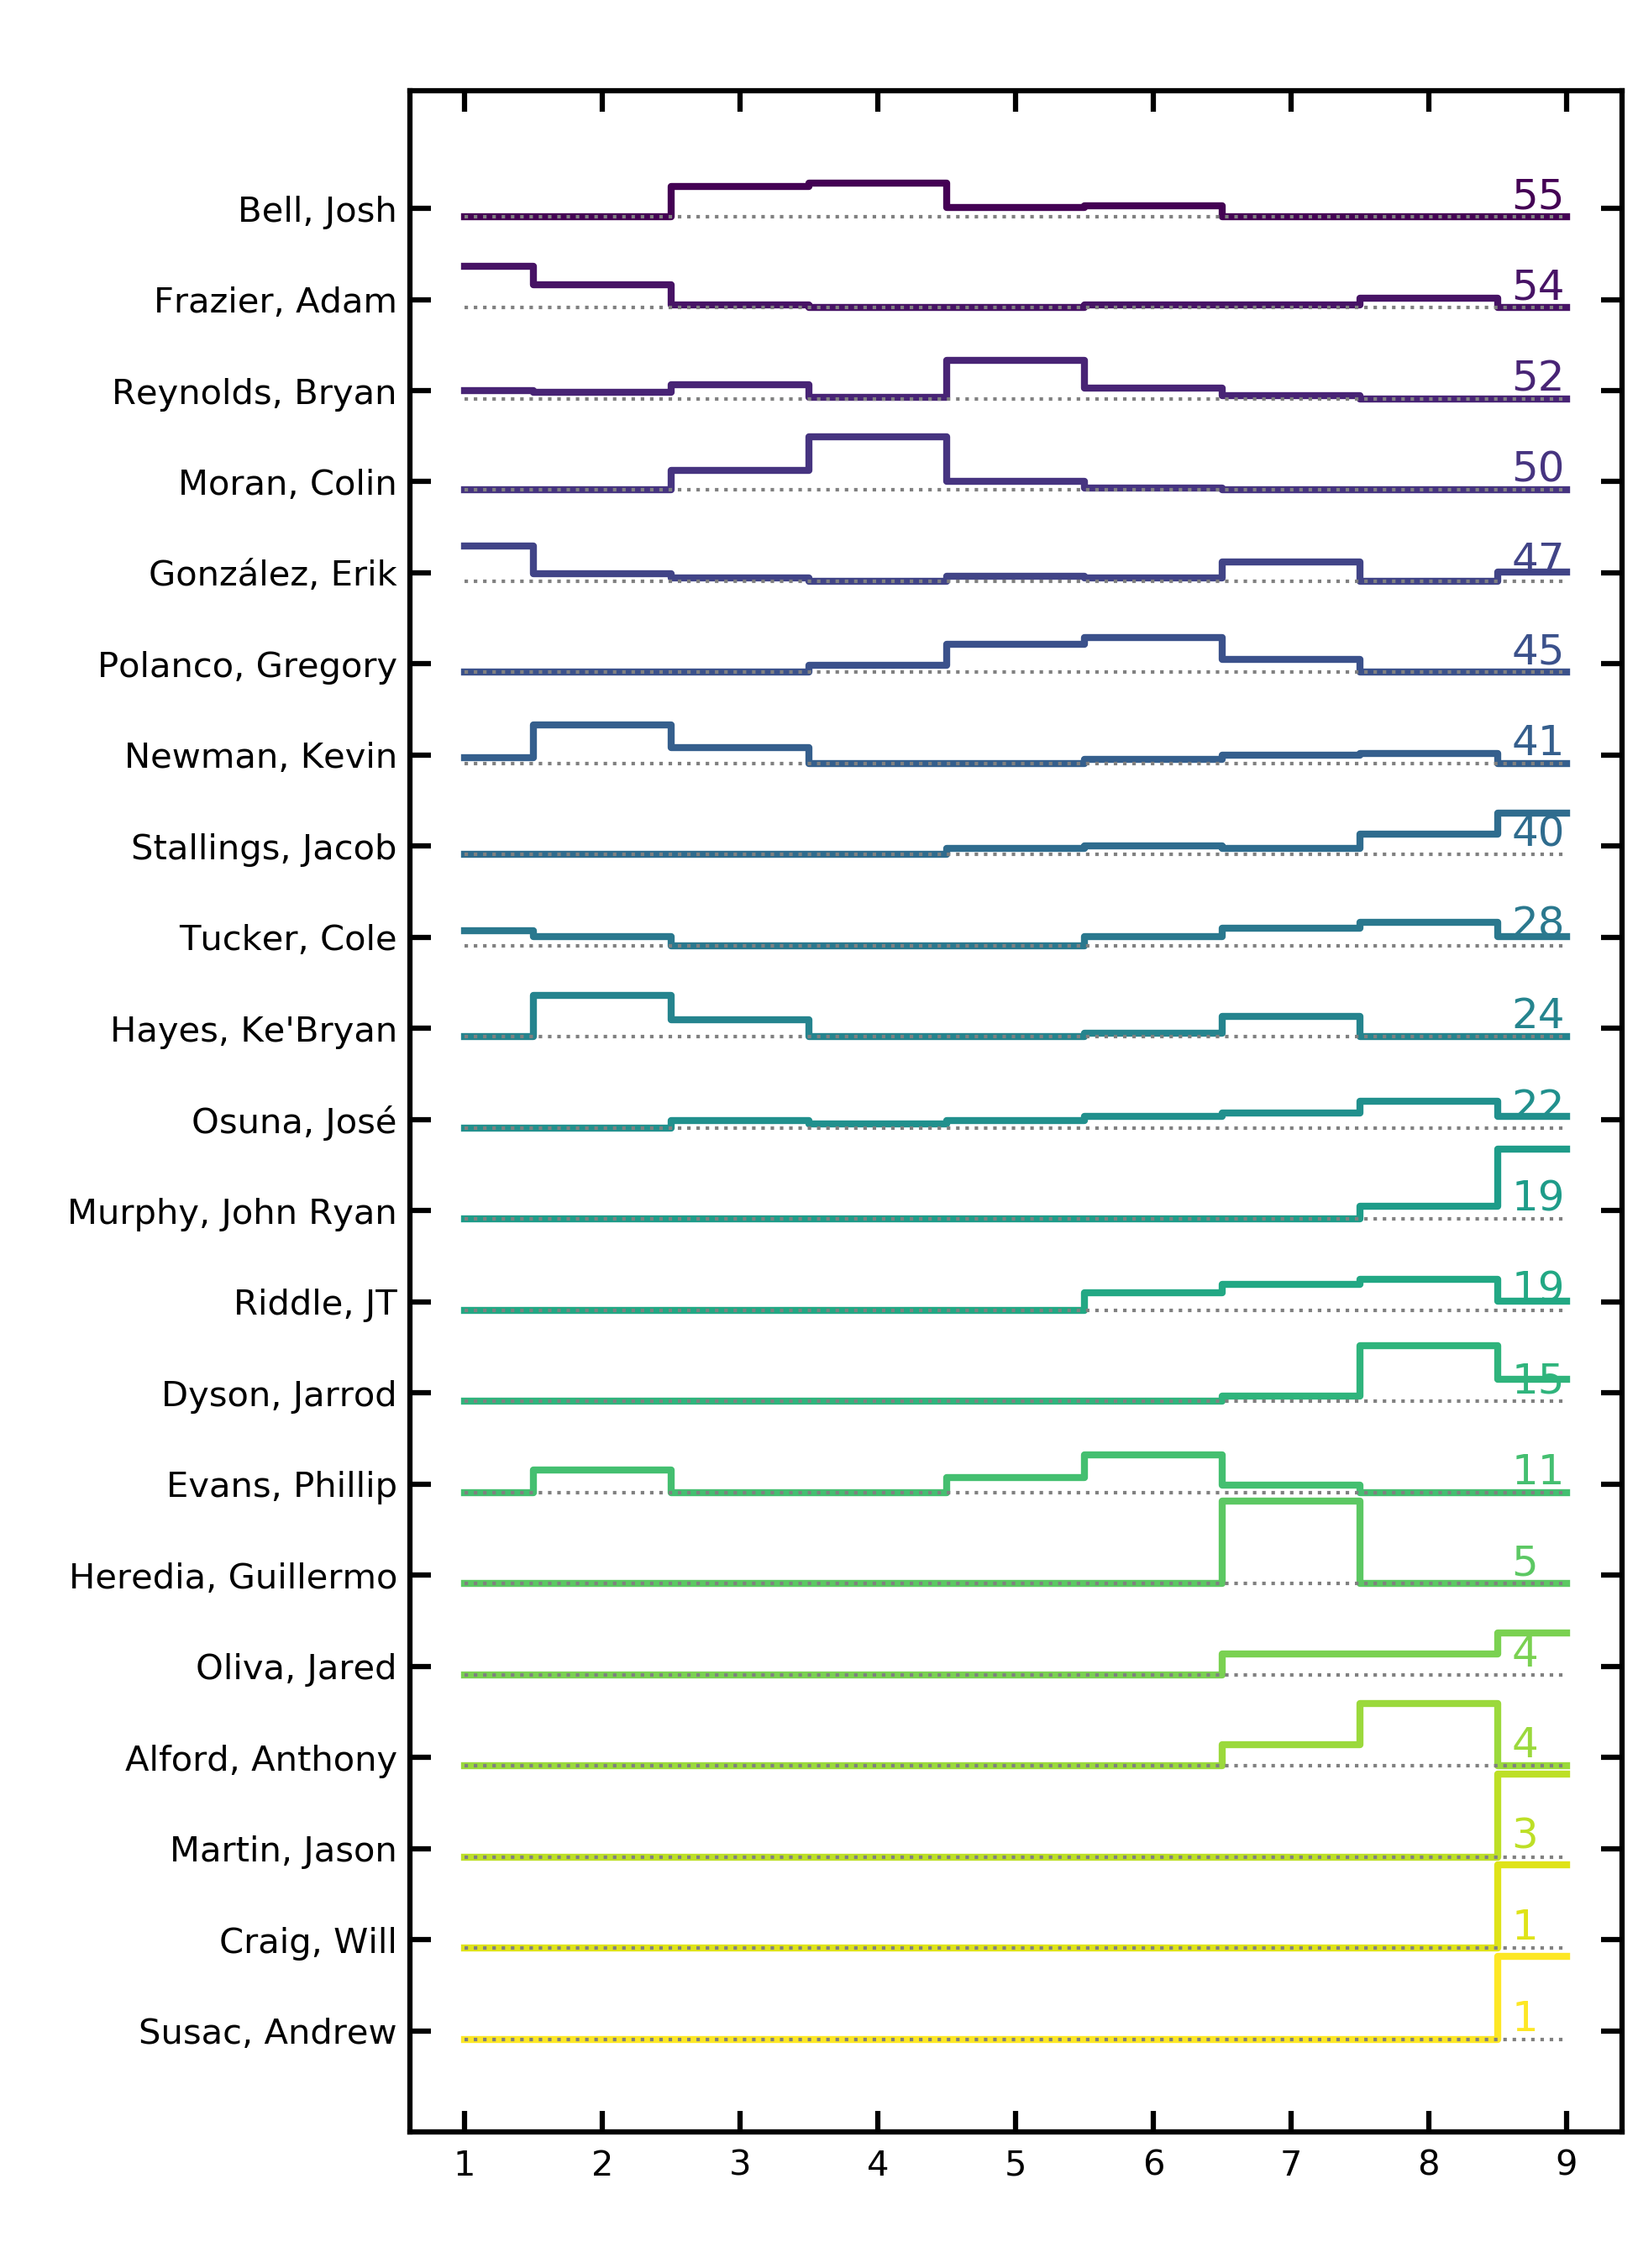 Bell, Josh 55
Frazier, Adam 54
Reynolds, Bryan 52
Moran, Colin 50
González, Erik 47
Polanco, Gregory 45
Newman, Kevin 41
Stallings, Jacob 40
Tucker, Cole 28
Hayes, Ke'Bryan 24
Osuna, José 22
Murphy, John Ryan 19
Riddle, JT 19
Dyson, Jarrod 15
Evans, Phillip 11
Heredia, Guillermo 5
Oliva, Jared 4
Alford, Anthony 4
Martin, Jason 3
Craig, Will 1
Susac, Andrew 1
1 2 3 4 5 6 7 8 9